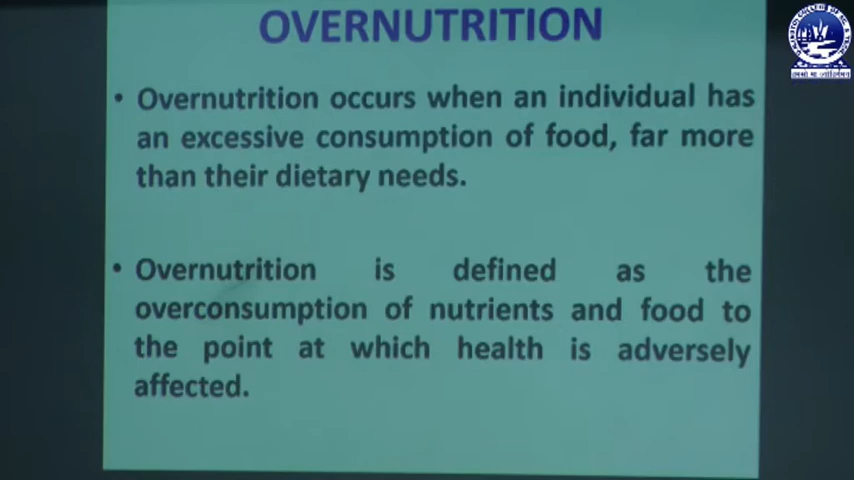 OVERNUTRITION
• Overnutrition occurs when an individual has
an excessive consumption of food, far more
than their dietary needs.
• Overnutrition is defined as the
overconsumption of nutrients and food to
the point at which health is adversely
affected.